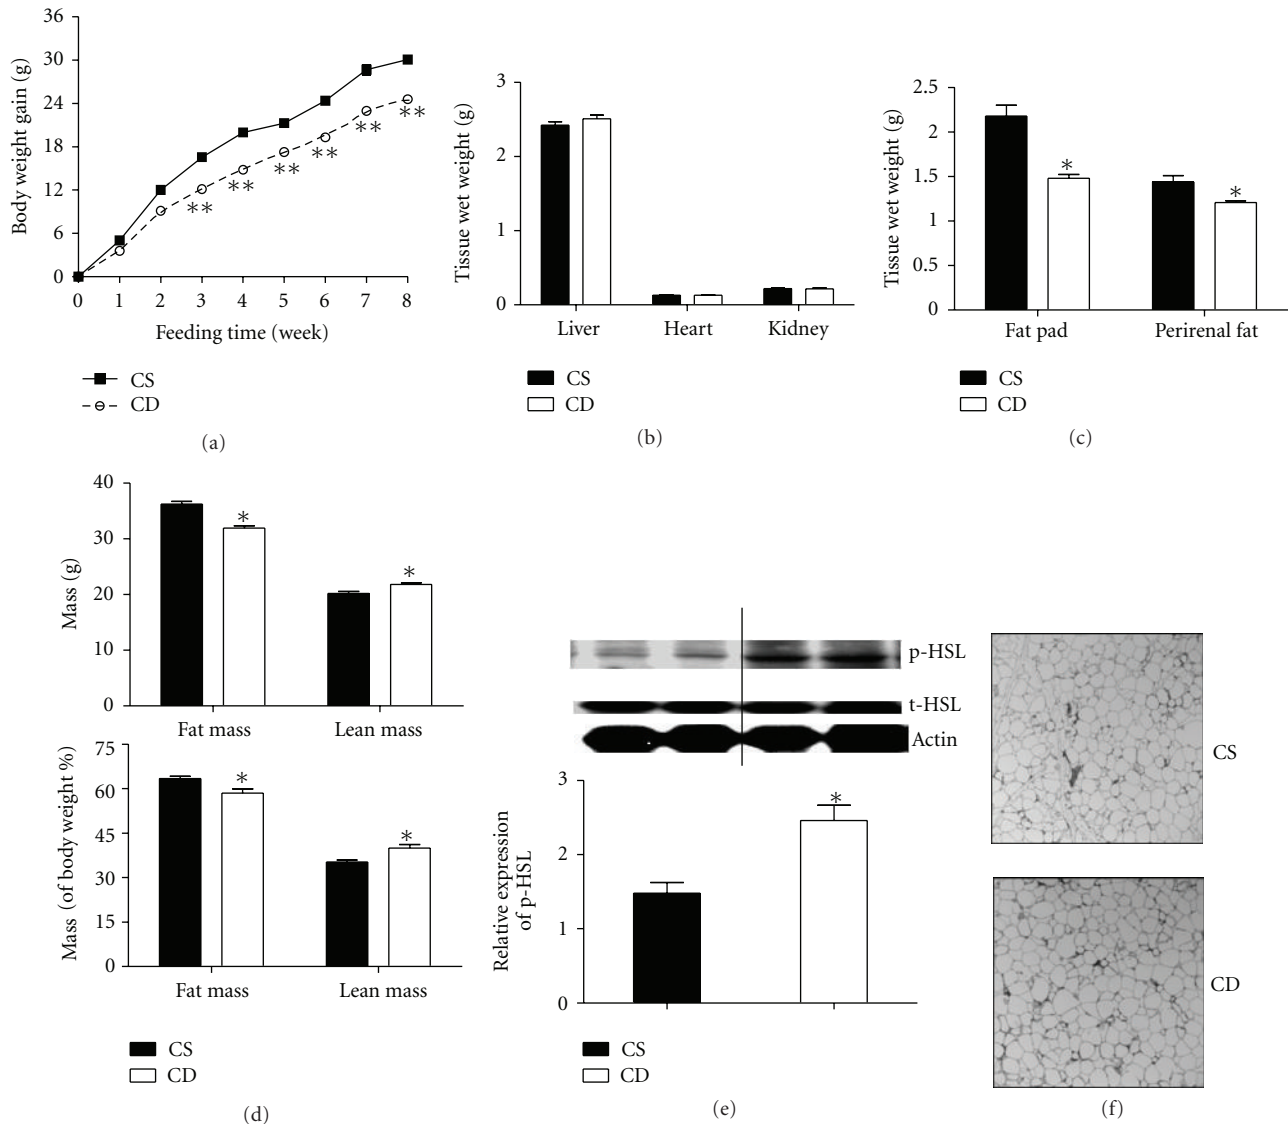 Body weight gain (g)
36
30
24
18
12
6
0
** ** ** ** ** **
0 1 2 3 4 5 6 7 8
Feeding time (week)
CS
CD
(a)
Tissue wet weight (g)
3
2
1
0
Liver Heart Kidney
CS
CD
(b)
Tissue wet weight (g)
2.5
2
1.5
1
0.5
0
*
*
Fat pad Perirenal fat
CS
CD
(c)
Mass (g)
40
30
20
10
0
*
*
Fat mass Lean mass
Mass (of body weight %)
75
60
45
30
15
0
*
*
Fat mass Lean mass
CS
CD
(d)
p-HSL
t-HSL
Actin
Relative expression
of p-HSL
3
2
1
0
*
CS
CD
(e)
CS
CD
(f)